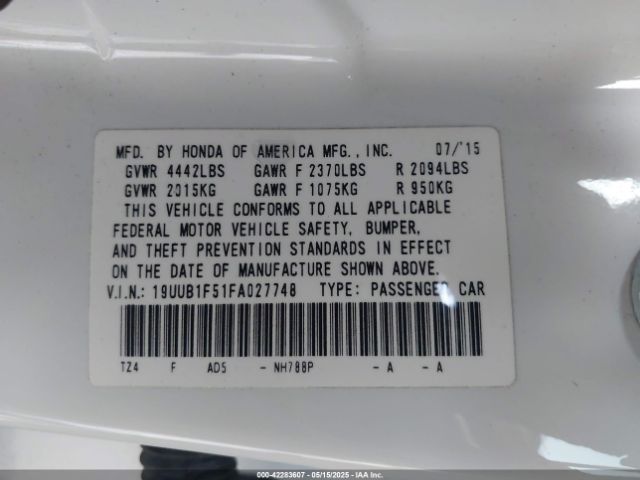 MFD. BY HONDA OF AMERICA MFG., INC. 07/'15
GVWR 4442LBS GAWR F 2370LBS R 2094LBS
GVWR 2015KG GAWR F 1075KG R 950KG
THIS VEHICLE CONFORMS TO ALL APPLICABLE
FEDERAL MOTOR VEHICLE SAFETY, BUMPER,
AND THEFT PREVENTION STANDARDS IN EFFECT
ON THE DATE OF MANUFACTURE SHOWN ABOVE.
V.I.N.: 19UUB1F51FA027748 TYPE: PASSENGER CAR
TZ4 F AD5 - NH788P - A - A
000-42283607 - 05/15/2025 - IAA Inc.